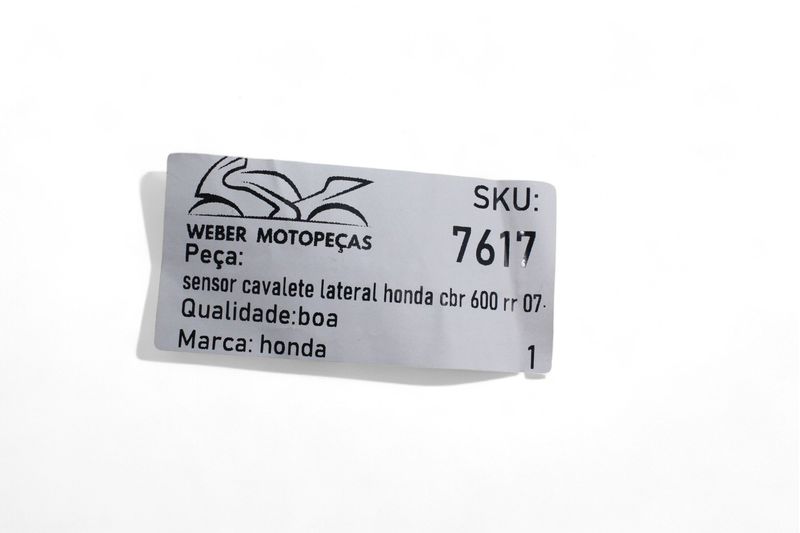 WEBER MOTOPEÇAS
SKU:
7617
Peça:
sensor cavalete lateral honda cbr 600 rr 07-
Qualidade:boa
Marca: honda
1